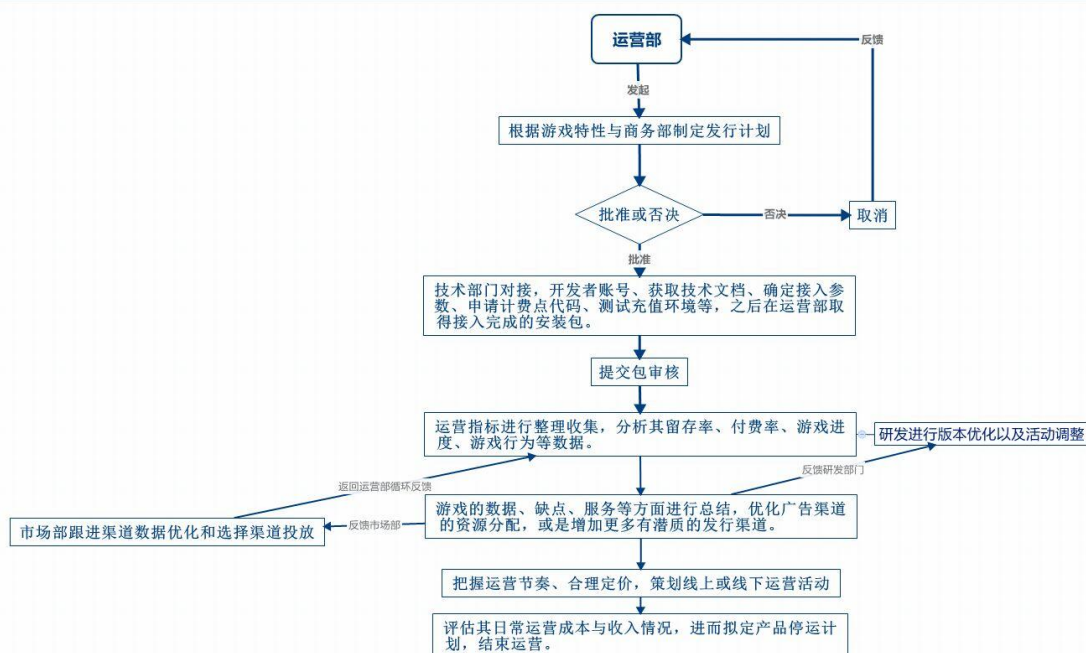 运营部
反馈
发起
根据游戏特性与商务部制定发行计划
批准或否决
否决
取消
批准
技术部门对接，开发者账号、获取技术文档、确定接入参
数、申请计费点代码、测试充值环境等，之后在运营部取
得接入完成的安装包。
提交包审核
运营指标进行整理收集，分析其留存率、付费率、游戏进
度、游戏行为等数据。
研发进行版本优化以及活动调整
反馈研发部门
返回运营部循环反馈
游戏的数据、缺点、服务等方面进行总结，优化广告渠道
的资源分配，或是增加更多有潜质的发行渠道。
反馈市场部
市场部跟进渠道数据优化和选择渠道投放
把握运营节奏、合理定价，策划线上或线下运营活动
评估其日常运营成本与收入情况，进而拟定产品停运计
划，结束运营。